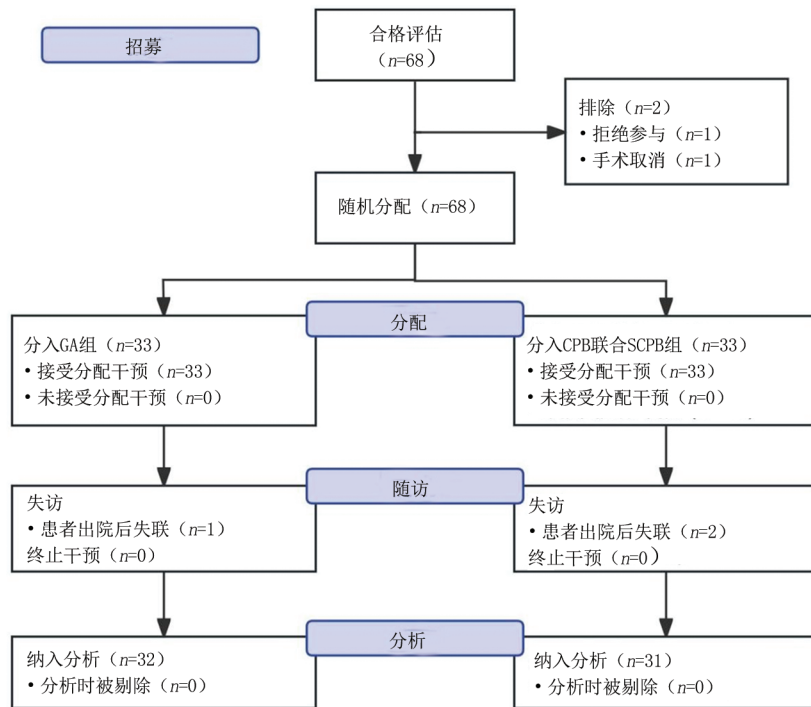 招募
合格评估
(n=68)
排除（n=2）
• 拒绝参与（n=1）
• 手术取消（n=1）
随机分配（n=68）
分配
分入GA组（n=33）
• 接受分配干预（n=33）
• 未接受分配干预（n=0）
分入CPB联合SCPB组（n=33）
• 接受分配干预（n=33）
• 未接受分配干预（n=0）
随访
失访
• 患者出院后失联（n=1）
终止干预（n=0）
失访
• 患者出院后失联（n=2）
终止干预（n=0）
分析
纳入分析（n=32）
• 分析时被剔除（n=0）
纳入分析（n=31）
• 分析时被剔除（n=0）